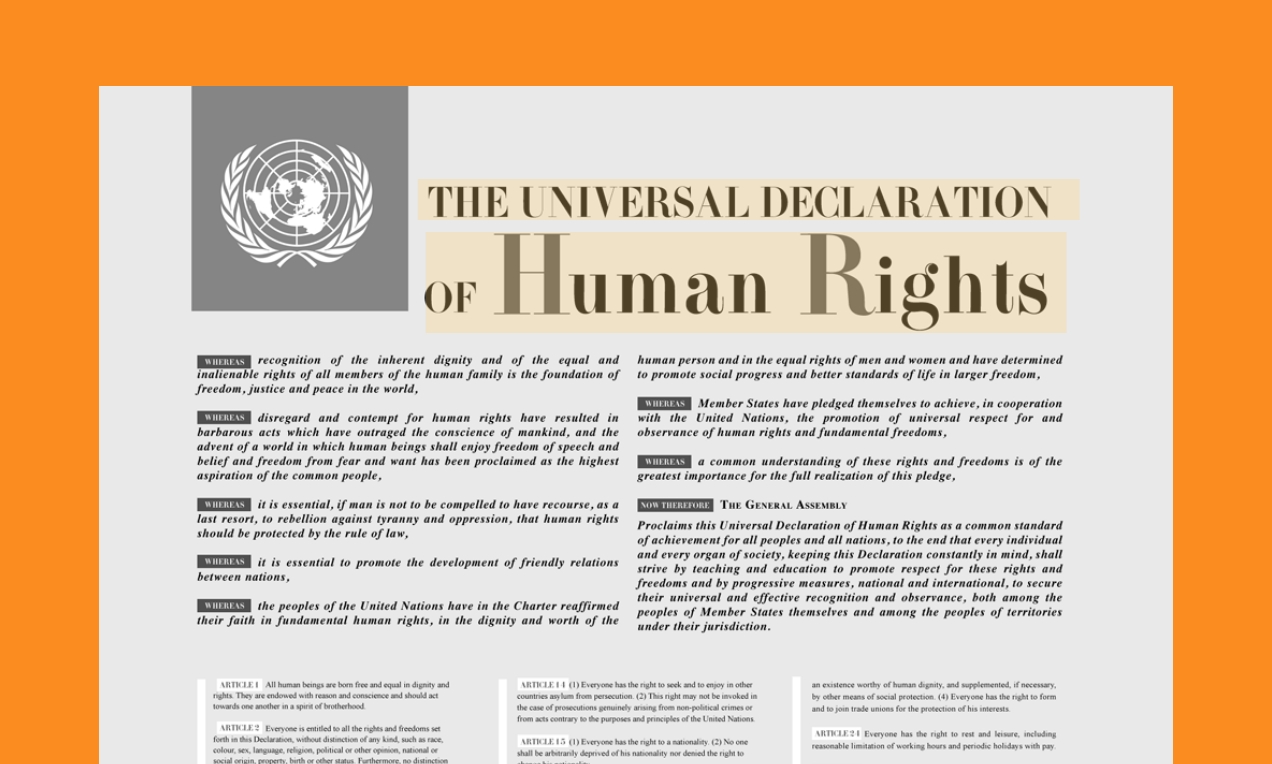 THE UNIVERSAL DECLARATION
OF Human Rights
WHEREAS recognition of the inherent dignity and of the equal and
inalienable rights of all members of the human family is the foundation of
freedom, justice and peace in the world,
WHEREAS disregard and contempt for human rights have resulted in
barbarous acts which have outraged the conscience of mankind, and the
advent of a world in which human beings shall enjoy freedom of speech and
belief and freedom from fear and want has been proclaimed as the highest
aspiration of the common people,
WHEREAS it is essential, if man is not to be compelled to have recourse, as a
last resort, to rebellion against tyranny and oppression, that human rights
should be protected by the rule of law,
WHEREAS it is essential to promote the development of friendly relations
between nations,
WHEREAS the peoples of the United Nations have in the Charter reaffirmed
their faith in fundamental human rights, in the dignity and worth of the
human person and in the equal rights of men and women and have determined
to promote social progress and better standards of life in larger freedom,
WHEREAS Member States have pledged themselves to achieve, in cooperation
with the United Nations, the promotion of universal respect for and
observance of human rights and fundamental freedoms,
WHEREAS a common understanding of these rights and freedoms is of the
greatest importance for the full realization of this pledge,
NOW THEREFORE THE GENERAL ASSEMBLY
Proclaims this Universal Declaration of Human Rights as a common standard
of achievement for all peoples and all nations, to the end that every individual
and every organ of society, keeping this Declaration constantly in mind, shall
strive by teaching and education to promote respect for these rights and
freedoms and by progressive measures, national and international, to secure
their universal and effective recognition and observance, both among the
peoples of Member States themselves and among the peoples of territories
under their jurisdiction.
ARTICLE 1 All human beings are born free and equal in dignity and
rights. They are endowed with reason and conscience and should act
towards one another in a spirit of brotherhood.
ARTICLE 2 Everyone is entitled to all the rights and freedoms set
forth in this Declaration, without distinction of any kind, such as race,
colour, sex, language, religion, political or other opinion, national or
social origin, property, birth or other status. Furthermore, no distinction
ARTICLE 14 (1) Everyone has the right to seek and to enjoy in other
countries asylum from persecution. (2) This right may not be invoked in
the case of prosecutions genuinely arising from non-political crimes or
from acts contrary to the purposes and principles of the United Nations.
ARTICLE 15 (1) Everyone has the right to a nationality. (2) No one
shall be arbitrarily deprived of his nationality nor denied the right to
an existence worthy of human dignity, and supplemented, if necessary,
by other means of social protection. (4) Everyone has the right to form
and to join trade unions for the protection of his interests.
ARTICLE 24 Everyone has the right to rest and leisure, including
reasonable limitation of working hours and periodic holidays with pay.